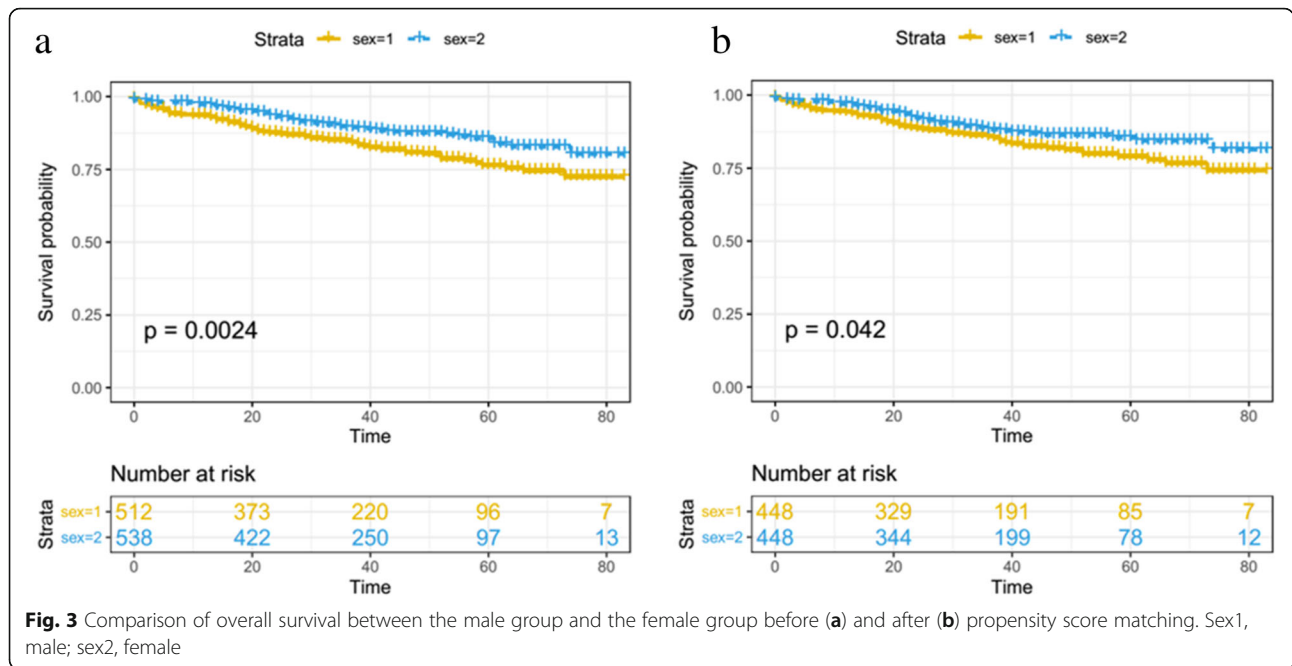 a
Strata sex=1 sex=2
1.00
0.75
0.50
0.25
0.00
Survival probability
p = 0.0024
0 20 40 60 80
Time
Number at risk
Strata
sex=1 512 373 220 96 7
sex=2 538 422 250 97 13
0 20 40 60 80
Time
b
Strata sex=1 sex=2
1.00
0.75
0.50
0.25
0.00
Survival probability
p = 0.042
0 20 40 60 80
Time
Number at risk
Strata
sex=1 448 329 191 85 7
sex=2 448 344 199 78 12
0 20 40 60 80
Time
Fig. 3 Comparison of overall survival between the male group and the female group before (a) and after (b) propensity score matching. Sex1,
male; sex2, female